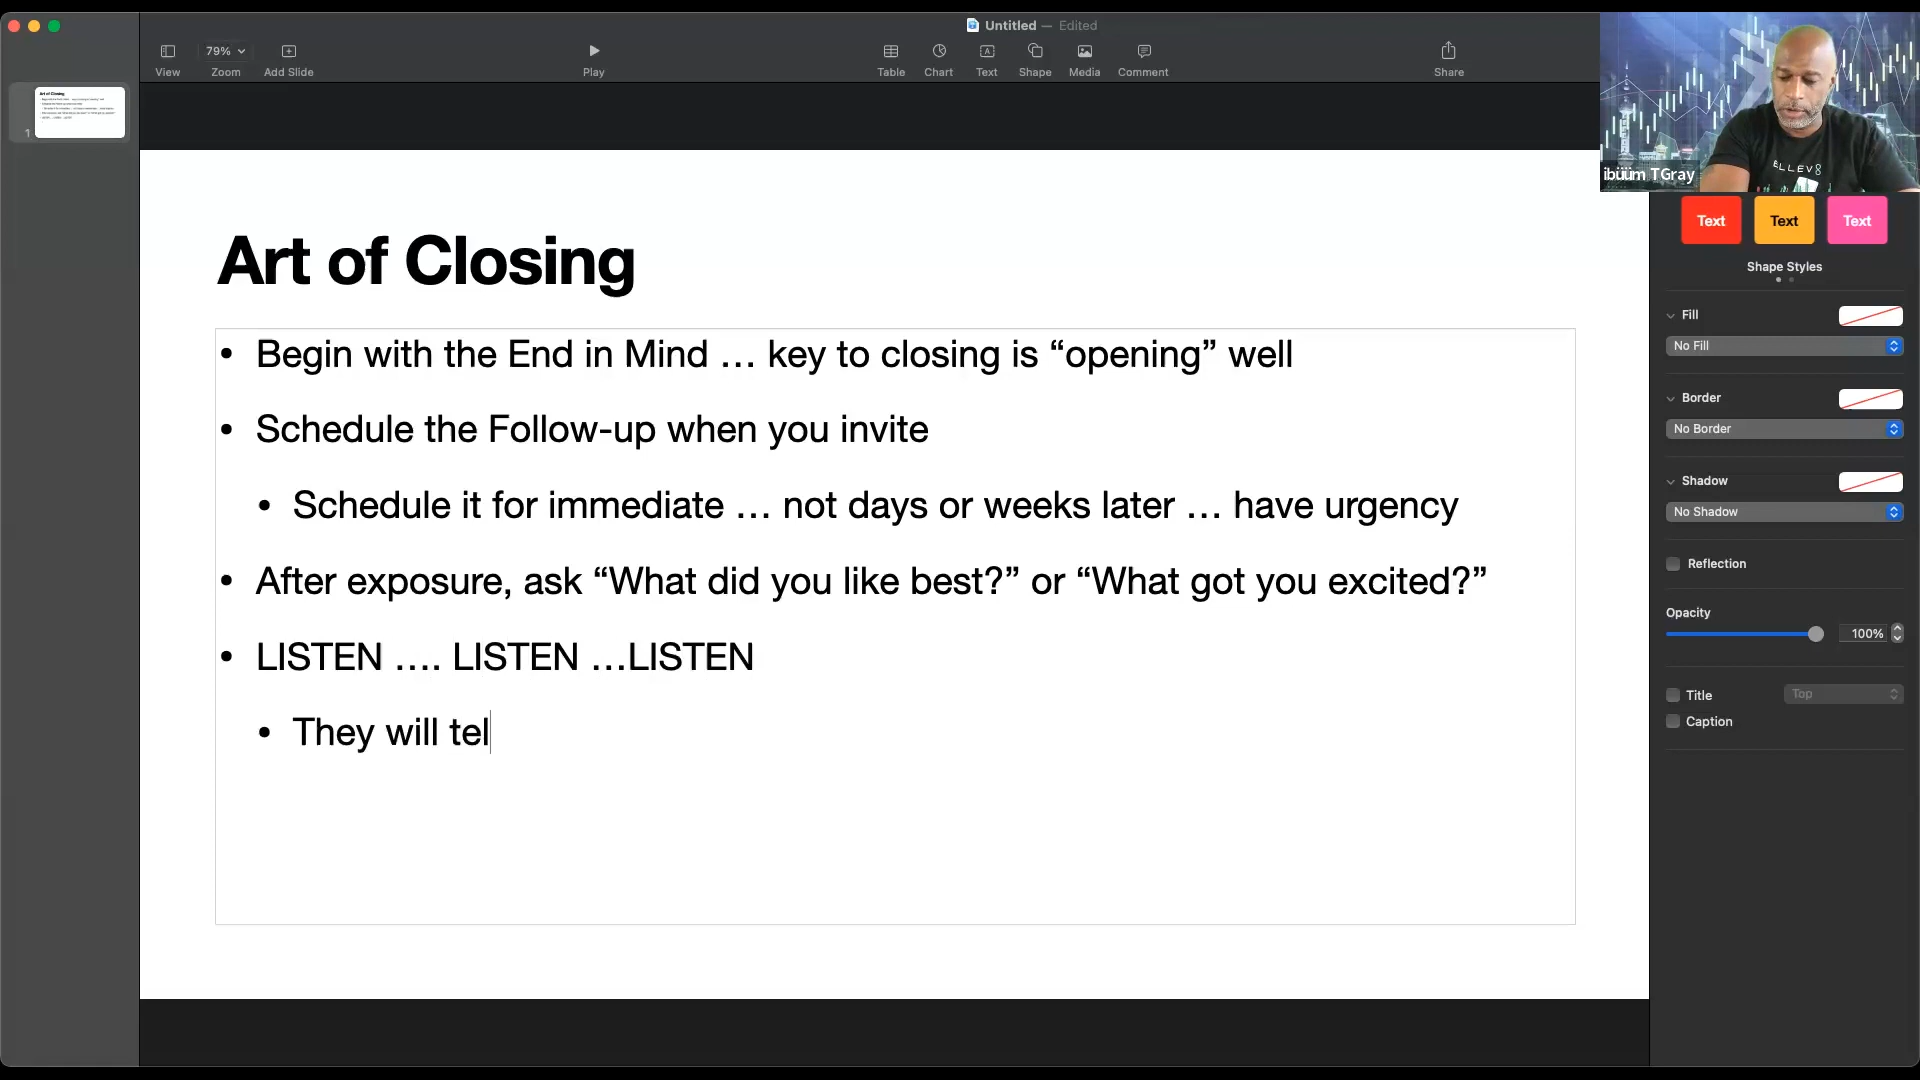 Untitled — Edited
79%
View
Zoom
Add Slide
Play
Table
Chart
Text
Shape
Media
Comment
Share
1
Art of Closing
• Begin with the End in Mind … key to closing is “opening” well
• Schedule the Follow-up when you invite
• Schedule it for immediate … not days or weeks later … have urgency
• After exposure, ask “What did you like best?” or “What got you excited?”
• LISTEN …. LISTEN …LISTEN
• They will tel
ibüüm TGray
Text
Text
Text
Shape Styles
Fill
No Fill
Border
No Border
Shadow
No Shadow
Reflection
Opacity
100%
Title
Top
Caption